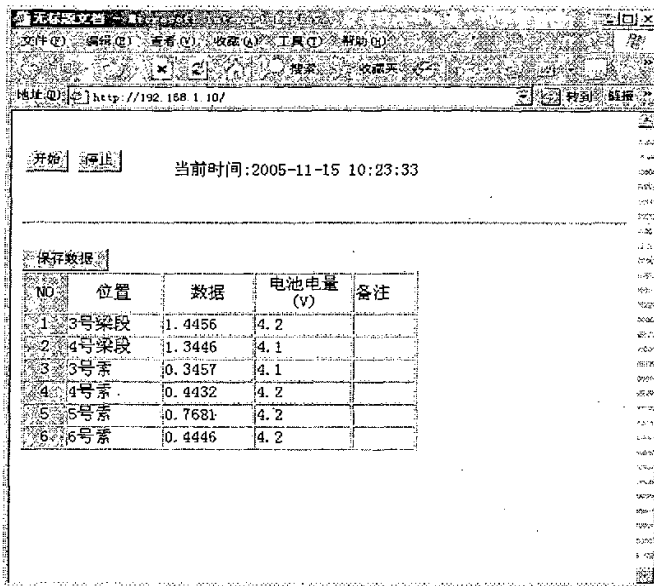 无标题文档 - Microsoft
文件(F) 编辑(E) 查看(V) 收藏(A) 工具(T) 帮助(H)
搜索 收藏夹
地址(D) http://192.168.1.10/ 转到 链接 »
开始 停止 当前时间:2005-11-15 10:23:33
保存数据
NO 位置 数据 电池电量(V) 备注
1 3号梁段 1.4456 4.2
2 4号梁段 1.3446 4.1
3 3号索 0.3457 4.1
4 4号索 0.4432 4.2
5 5号索 0.7681 4.2
6 6号索 0.4446 4.2